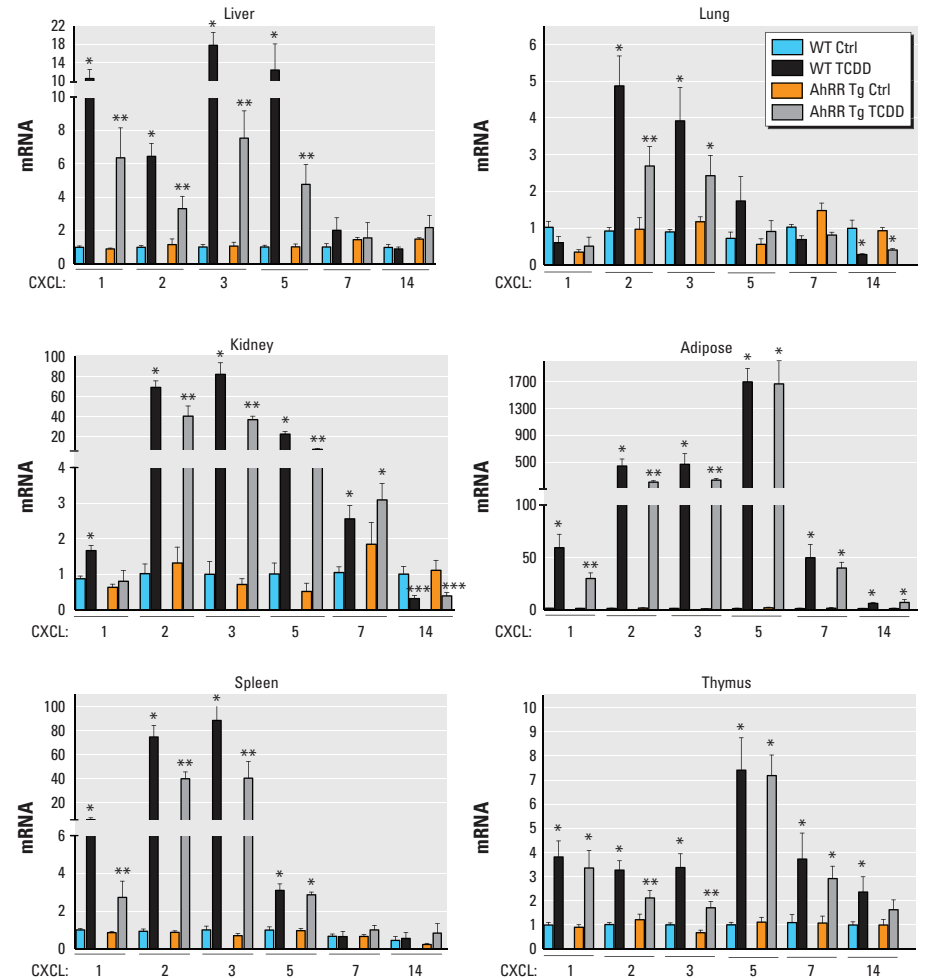 Liver
mRNA
22
18
14
10
10
8
6
4
2
0
* * ** * ** * ** * **
CXCL: 1 2 3 5 7 14
Lung
mRNA
6
5
4
3
2
1
0
* ** * * * *
CXCL: 1 2 3 5 7 14
WT Ctrl
WT TCDD
AhRR Tg Ctrl
AhRR Tg TCDD
Kidney
mRNA
100
80
60
40
20
4
3
2
1
0
* * ** * ** * ** * * *** ***
CXCL: 1 2 3 5 7 14
Adipose
mRNA
1700
1300
900
500
100
50
0
* ** * ** * ** * * * * * *
CXCL: 1 2 3 5 7 14
Spleen
mRNA
100
80
60
40
20
6
4
2
0
* ** * ** * ** * *
CXCL: 1 2 3 5 7 14
Thymus
mRNA
10
9
8
7
6
5
4
3
2
1
0
* * * ** * ** * * * * *
CXCL: 1 2 3 5 7 14